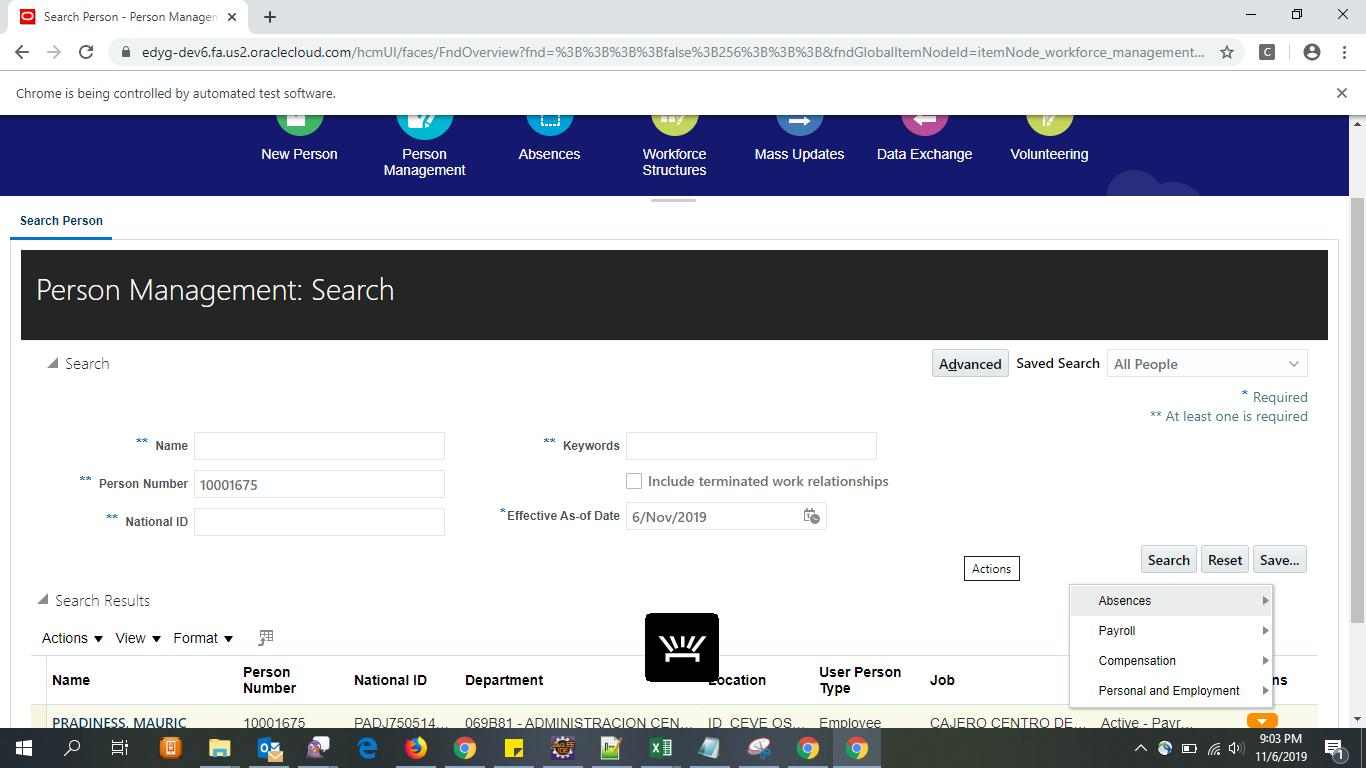 Search Person - Person Managem
edyg-dev6.fa.us2.oraclecloud.com/hcmUI/faces/FndOverview?fnd=%3B%3B%3B%3Bfalse%3B256%3B%3B%3B&fndGlobalItemNodeId=itemNode_workforce_management...
C
Chrome is being controlled by automated test software.
New Person
Person Management
Absences
Workforce Structures
Mass Updates
Data Exchange
Volunteering
Search Person
Person Management: Search
Search
Advanced Saved Search All People
* Required
** At least one is required
** Name
** Keywords
** Person Number 10001675
Include terminated work relationships
** National ID
*Effective As-of Date 6/Nov/2019
Actions
Search Reset Save...
Absences
Payroll
Compensation
Personal and Employment
Search Results
Actions View Format
Name Person Number National ID Department Location User Person Type Job
ns
PRADINESS, MAURIC 10001675 PADJ750514... 069B81 - ADMINISTRACION CEN... ID_CEVE OS... Employee CAJERO CENTRO DE... Active - Payr...
9:03 PM
11/6/2019
1